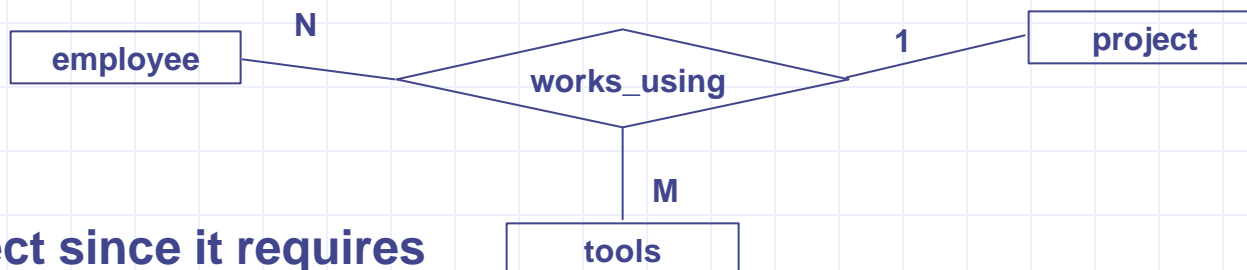 N
employee
works_using
1
project
M
ect since it requires
tools